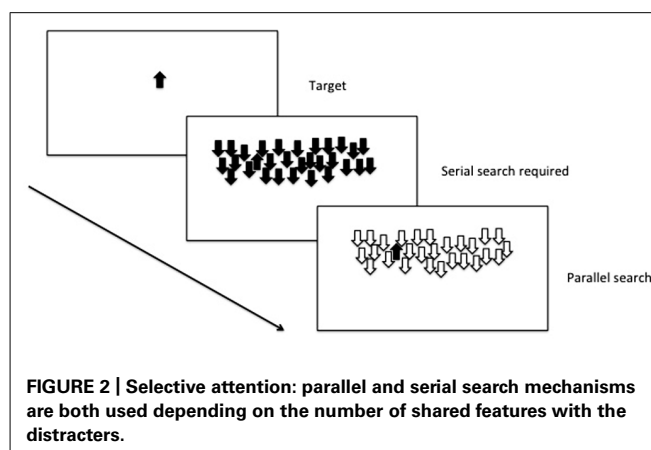 Target
Serial search required
Parallel search
FIGURE 2 | Selective attention: parallel and serial search mechanisms
are both used depending on the number of shared features with the
distracters.